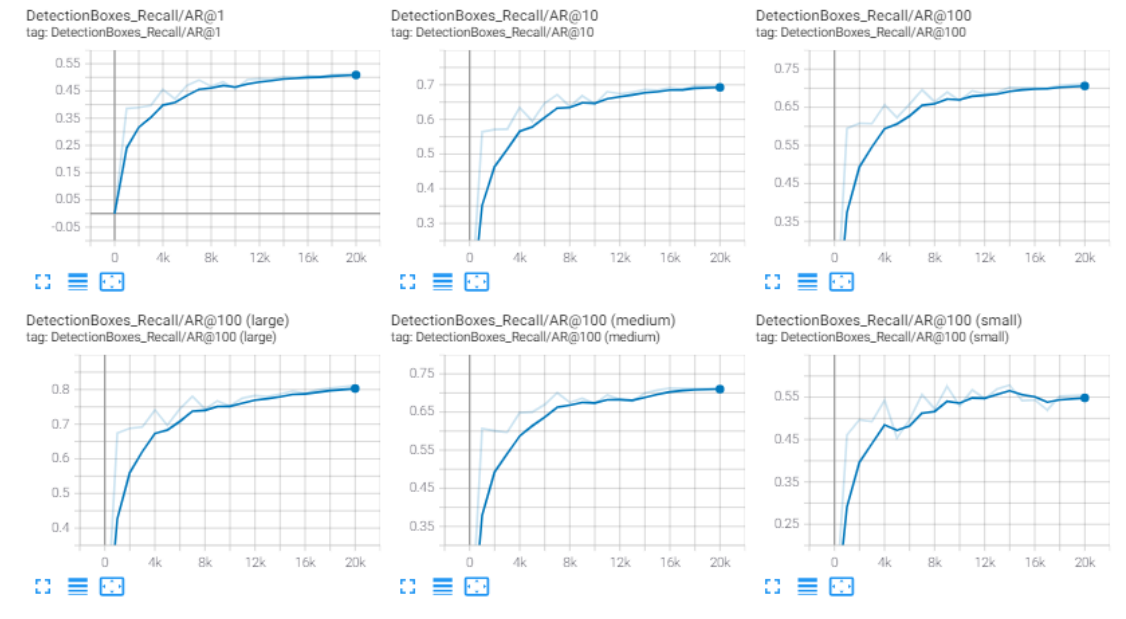 DetectionBoxes_Recall/AR@1
tag: DetectionBoxes_Recall/AR@1
0.55
0.45
0.35
0.25
0.15
0.05
-0.05
0 4k 8k 12k 16k 20k
DetectionBoxes_Recall/AR@10
tag: DetectionBoxes_Recall/AR@10
0.7
0.6
0.5
0.4
0.3
0 4k 8k 12k 16k 20k
DetectionBoxes_Recall/AR@100
tag: DetectionBoxes_Recall/AR@100
0.75
0.65
0.55
0.45
0.35
0 4k 8k 12k 16k 20k
DetectionBoxes_Recall/AR@100 (large)
tag: DetectionBoxes_Recall/AR@100 (large)
0.8
0.7
0.6
0.5
0.4
0 4k 8k 12k 16k 20k
DetectionBoxes_Recall/AR@100 (medium)
tag: DetectionBoxes_Recall/AR@100 (medium)
0.75
0.65
0.55
0.45
0.35
0 4k 8k 12k 16k 20k
DetectionBoxes_Recall/AR@100 (small)
tag: DetectionBoxes_Recall/AR@100 (small)
0.55
0.45
0.35
0.25
0 4k 8k 12k 16k 20k